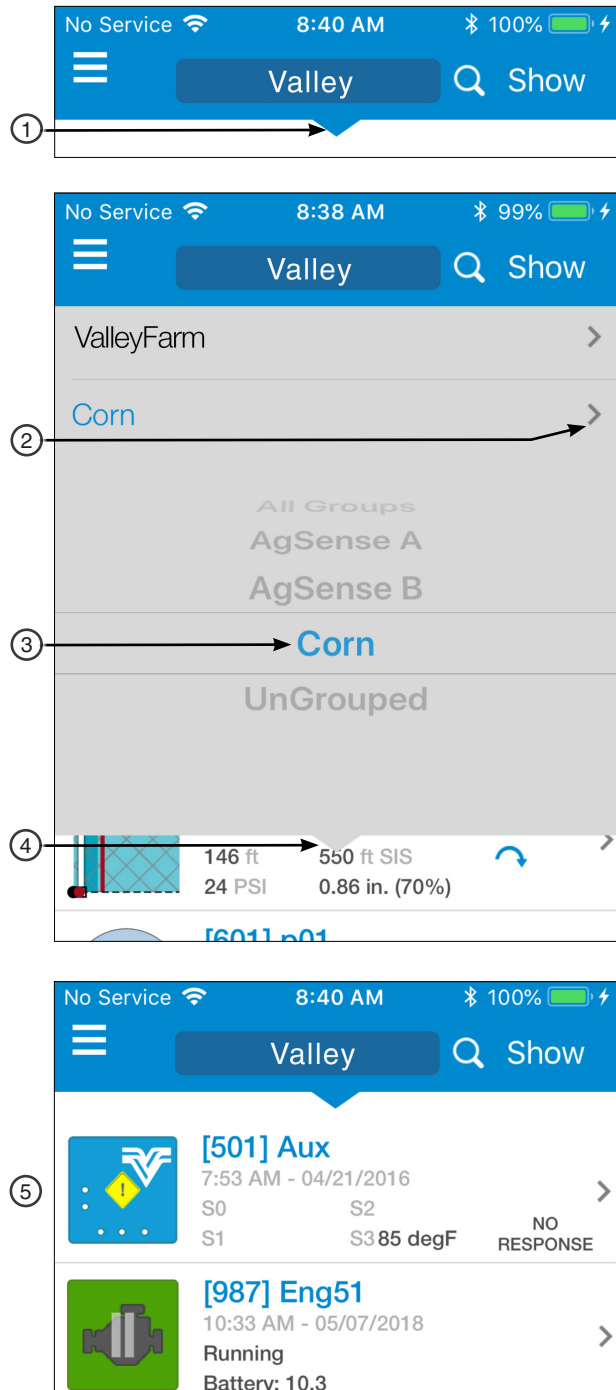 No Service 8:40 AM 100%
Valley Show
1
No Service 8:38 AM 99%
Valley Show
ValleyFarm
Corn
2
All Groups
AgSense A
AgSense B
3 Corn
UnGrouped
4
146 ft 550 ft SIS
24 PSI 0.86 in. (70%)
[601] p01
No Service 8:40 AM 100%
Valley Show
[501] Aux
5 7:53 AM - 04/21/2016
S0 S2
S1 S3 85 degF NO RESPONSE
[987] Eng51
10:33 AM - 05/07/2018
Running
Battery: 10.3